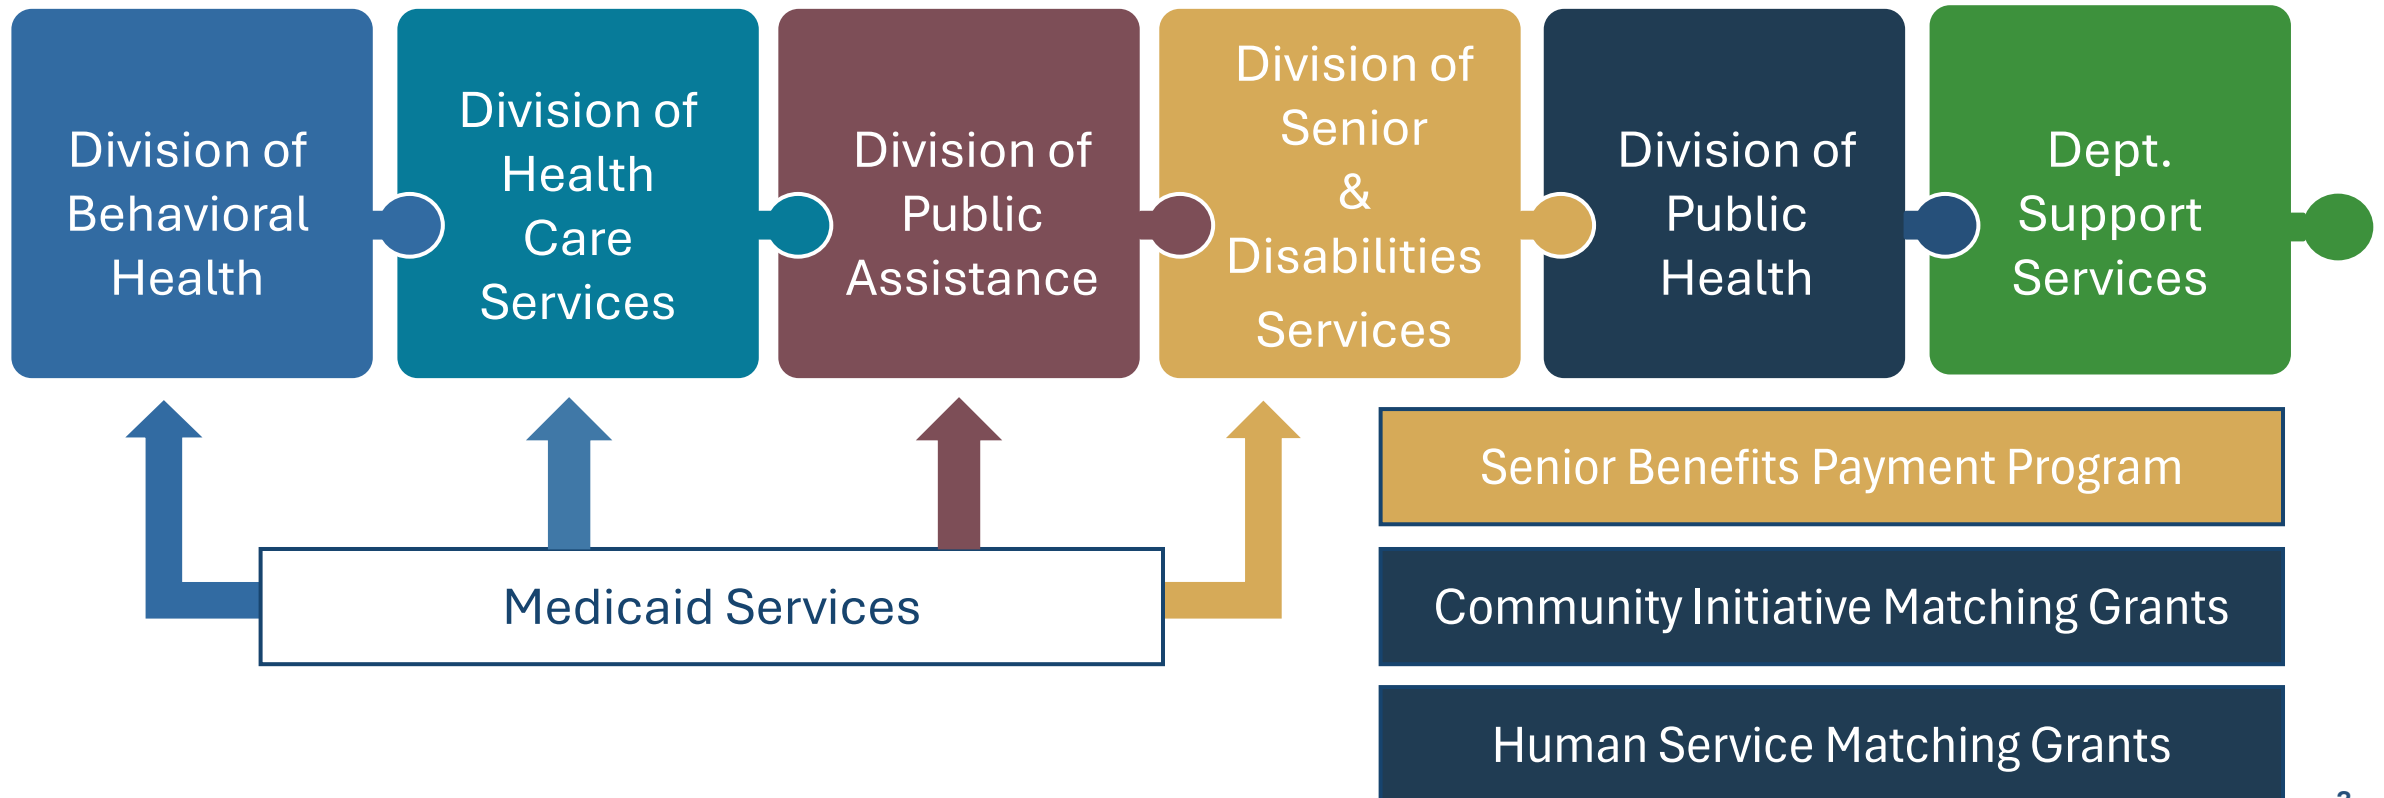 Division of
Behavioral
Health
Division of
Health
Care
Services
Division of
Public
Assistance
Division of
Senior
&
Disabilities
Services
Division of
Public
Health
Dept.
Support
Services
Medicaid Services
Senior Benefits Payment Program
Community Initiative Matching Grants
Human Service Matching Grants